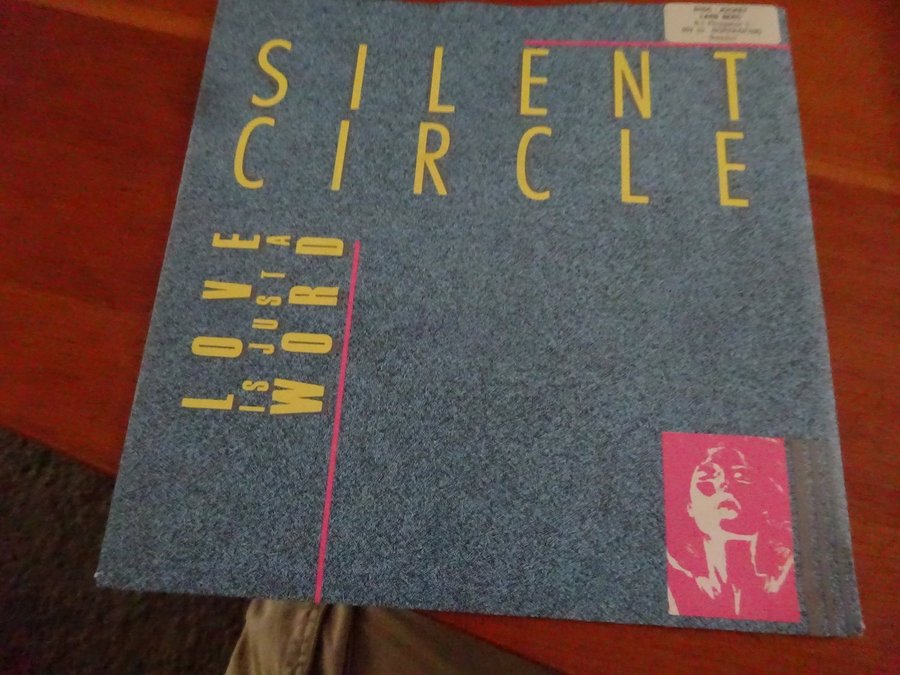 SILENT
CIRCLE
LOVE
IS JUST A
WORD